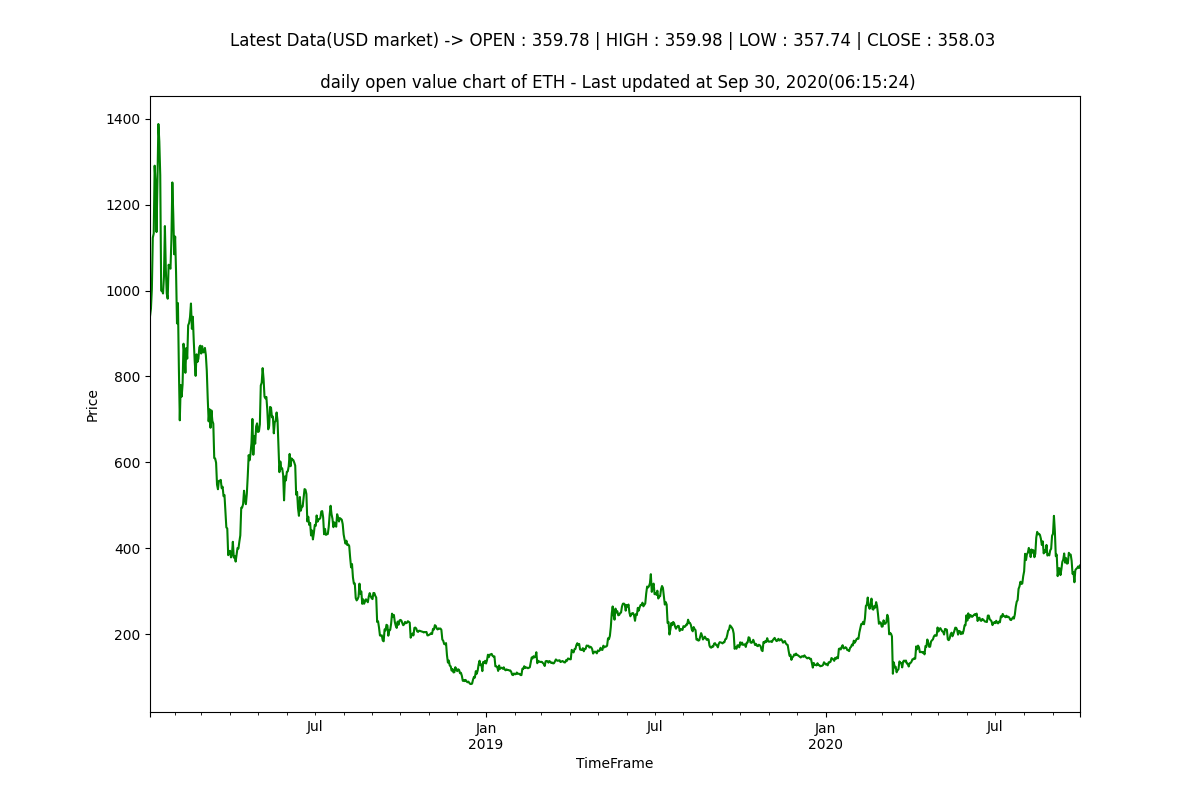 Latest Data(USD market) -> OPEN : 359.78 | HIGH : 359.98 | LOW : 357.74 | CLOSE : 358.03
daily open value chart of ETH - Last updated at Sep 30, 2020(06:15:24)
1400
1200
1000
800
600
400
200
Price
Jul
Jan
2019
Jul
Jan
2020
Jul
TimeFrame